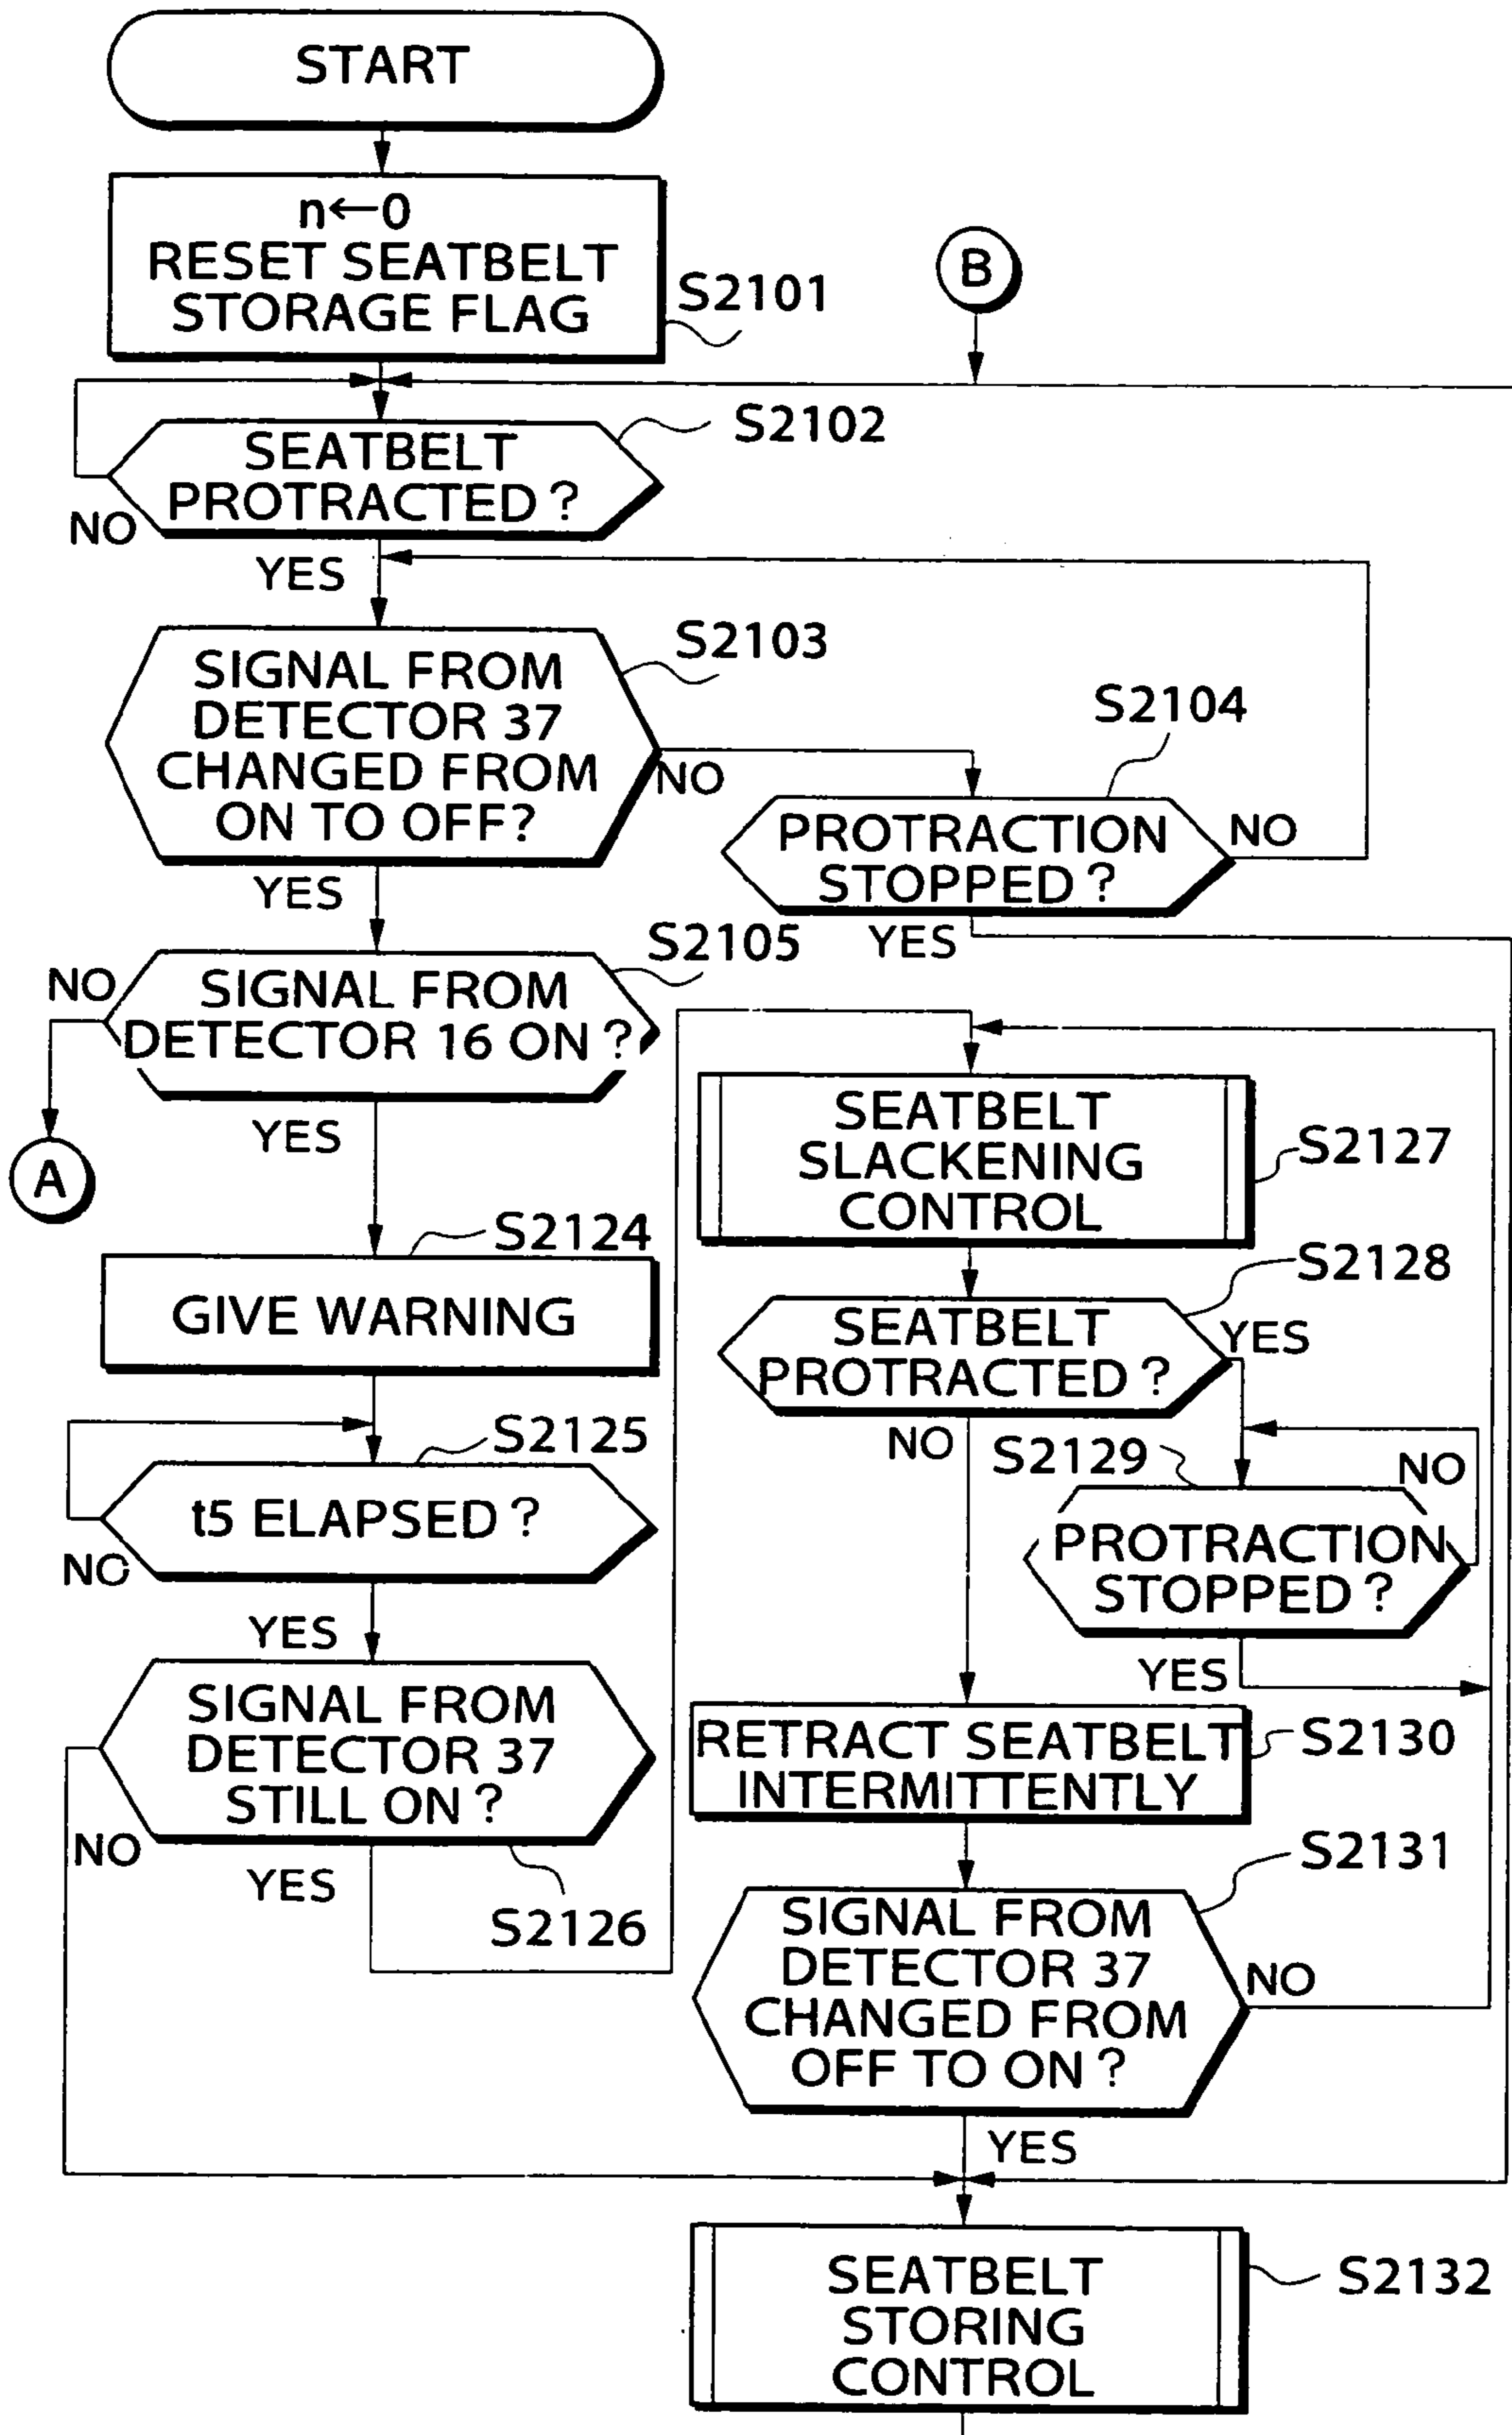 START
n←0
RESET SEATBELT
STORAGE FLAG
S2101
B
S2102
SEATBELT
PROTRACTED?
NO
YES
S2103
SIGNAL FROM
DETECTOR 37
CHANGED FROM
ON TO OFF?
NO
YES
S2104
PROTRACTION
STOPPED?
NO
YES
S2105
SIGNAL FROM
DETECTOR 16 ON?
NO
A
YES
S2124
GIVE WARNING
S2125
t5 ELAPSED?
NO
YES
SIGNAL FROM
DETECTOR 37
STILL ON?
NO
YES
S2126
SEATBELT
SLACKENING
CONTROL
S2127
S2128
SEATBELT
PROTRACTED?
YES
NO
S2129
NO
PROTRACTION
STOPPED?
YES
RETRACT SEATBELT
INTERMITTENTLY
S2130
S2131
SIGNAL FROM
DETECTOR 37
CHANGED FROM
OFF TO ON?
NO
YES
SEATBELT
STORING
CONTROL
S2132